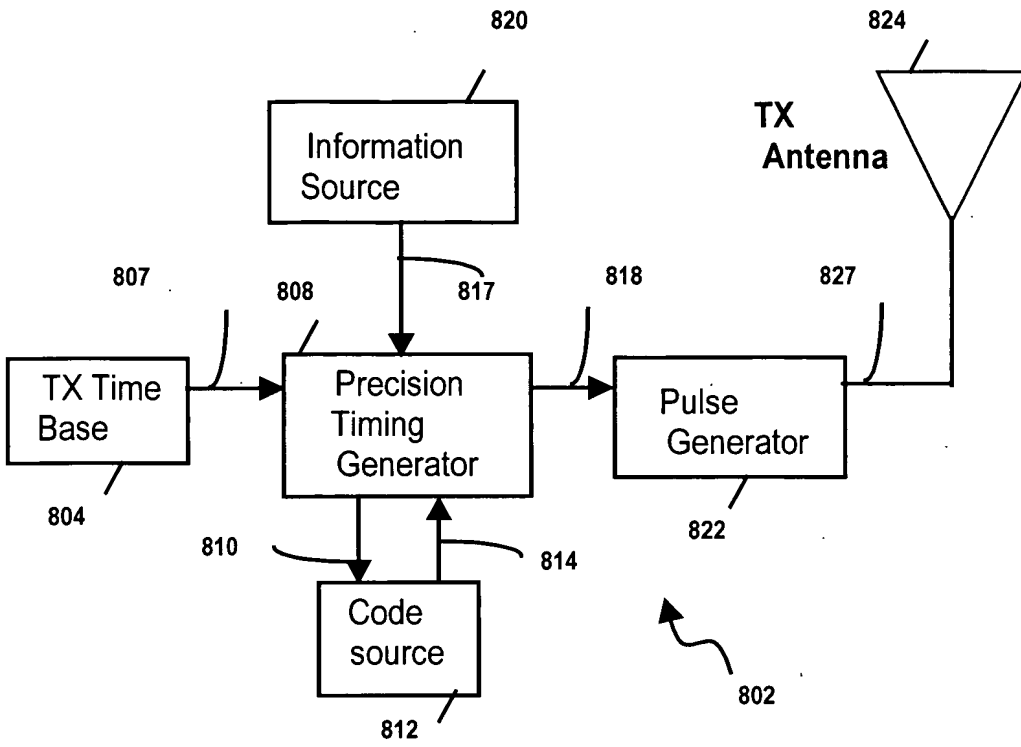 820
824
Information
Source
TX
Antenna
807
808
817
818
827
TX Time
Base
Precision
Timing
Generator
Pulse
Generator
804
822
810
814
Code
source
802
812